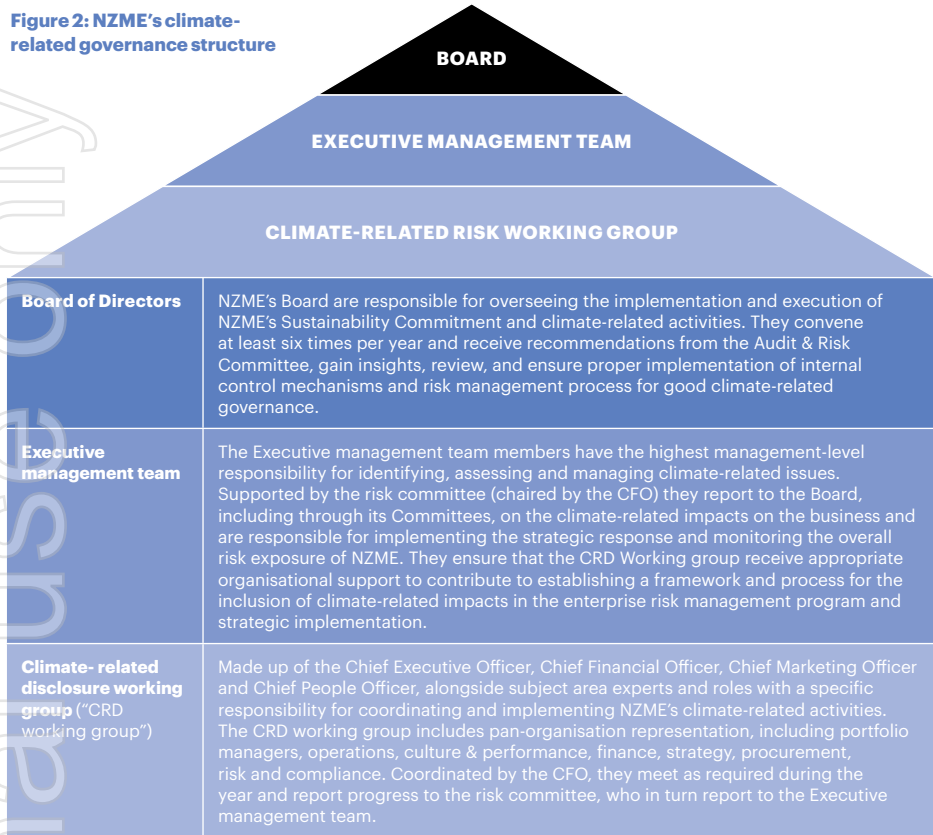 Figure 2: NZME's climate-
related governance structure
BOARD
EXECUTIVE MANAGEMENT TEAM
CLIMATE-RELATED RISK WORKING GROUP
Board of Directors
NZME's Board are responsible for overseeing the implementation and execution of
NZME's Sustainability Commitment and climate-related activities. They convene
at least six times per year and receive recommendations from the Audit & Risk
Committee, gain insights, review, and ensure proper implementation of internal
control mechanisms and risk management process for good climate-related
governance.
Executive
management team
The Executive management team members have the highest management-level
responsibility for identifying, assessing and managing climate-related issues.
Supported by the risk committee (chaired by the CFO) they report to the Board,
including through its Committees, on the climate-related impacts on the business and
are responsible for implementing the strategic response and monitoring the overall
risk exposure of NZME. They ensure that the CRD Working group receive appropriate
organisational support to contribute to establishing a framework and process for the
inclusion of climate-related impacts in the enterprise risk management program and
strategic implementation.
Climate- related
disclosure working
group ("CRD
working group")
Made up of the Chief Executive Officer, Chief Financial Officer, Chief Marketing Officer
and Chief People Officer, alongside subject area experts and roles with a specific
responsibility for coordinating and implementing NZME's climate-related activities.
The CRD working group includes pan-organisation representation, including portfolio
managers, operations, culture & performance, finance, strategy, procurement,
risk and compliance. Coordinated by the CFO, they meet as required during the
year and report progress to the risk committee, who in turn report to the Executive
management team.
use only